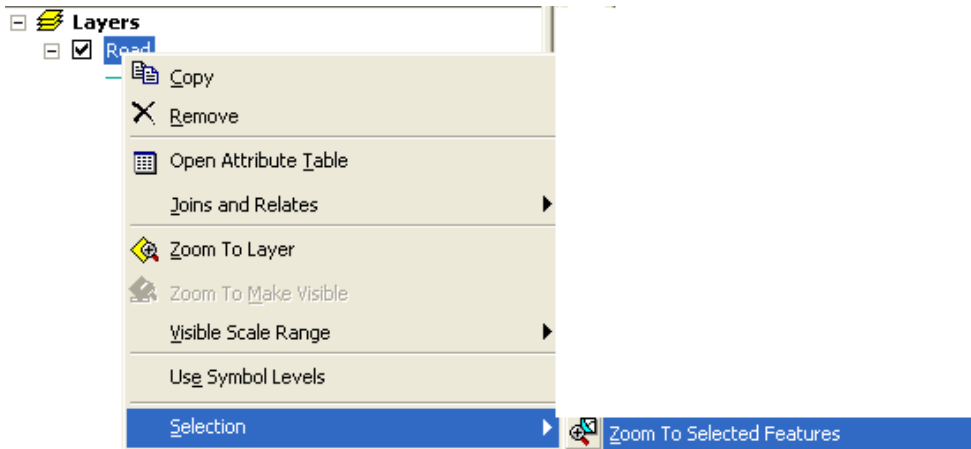 Layers
Road
Copy
Remove
Open Attribute Table
Joins and Relates
Zoom To Layer
Zoom To Make Visible
Visible Scale Range
Use Symbol Levels
Selection
Zoom To Selected Features